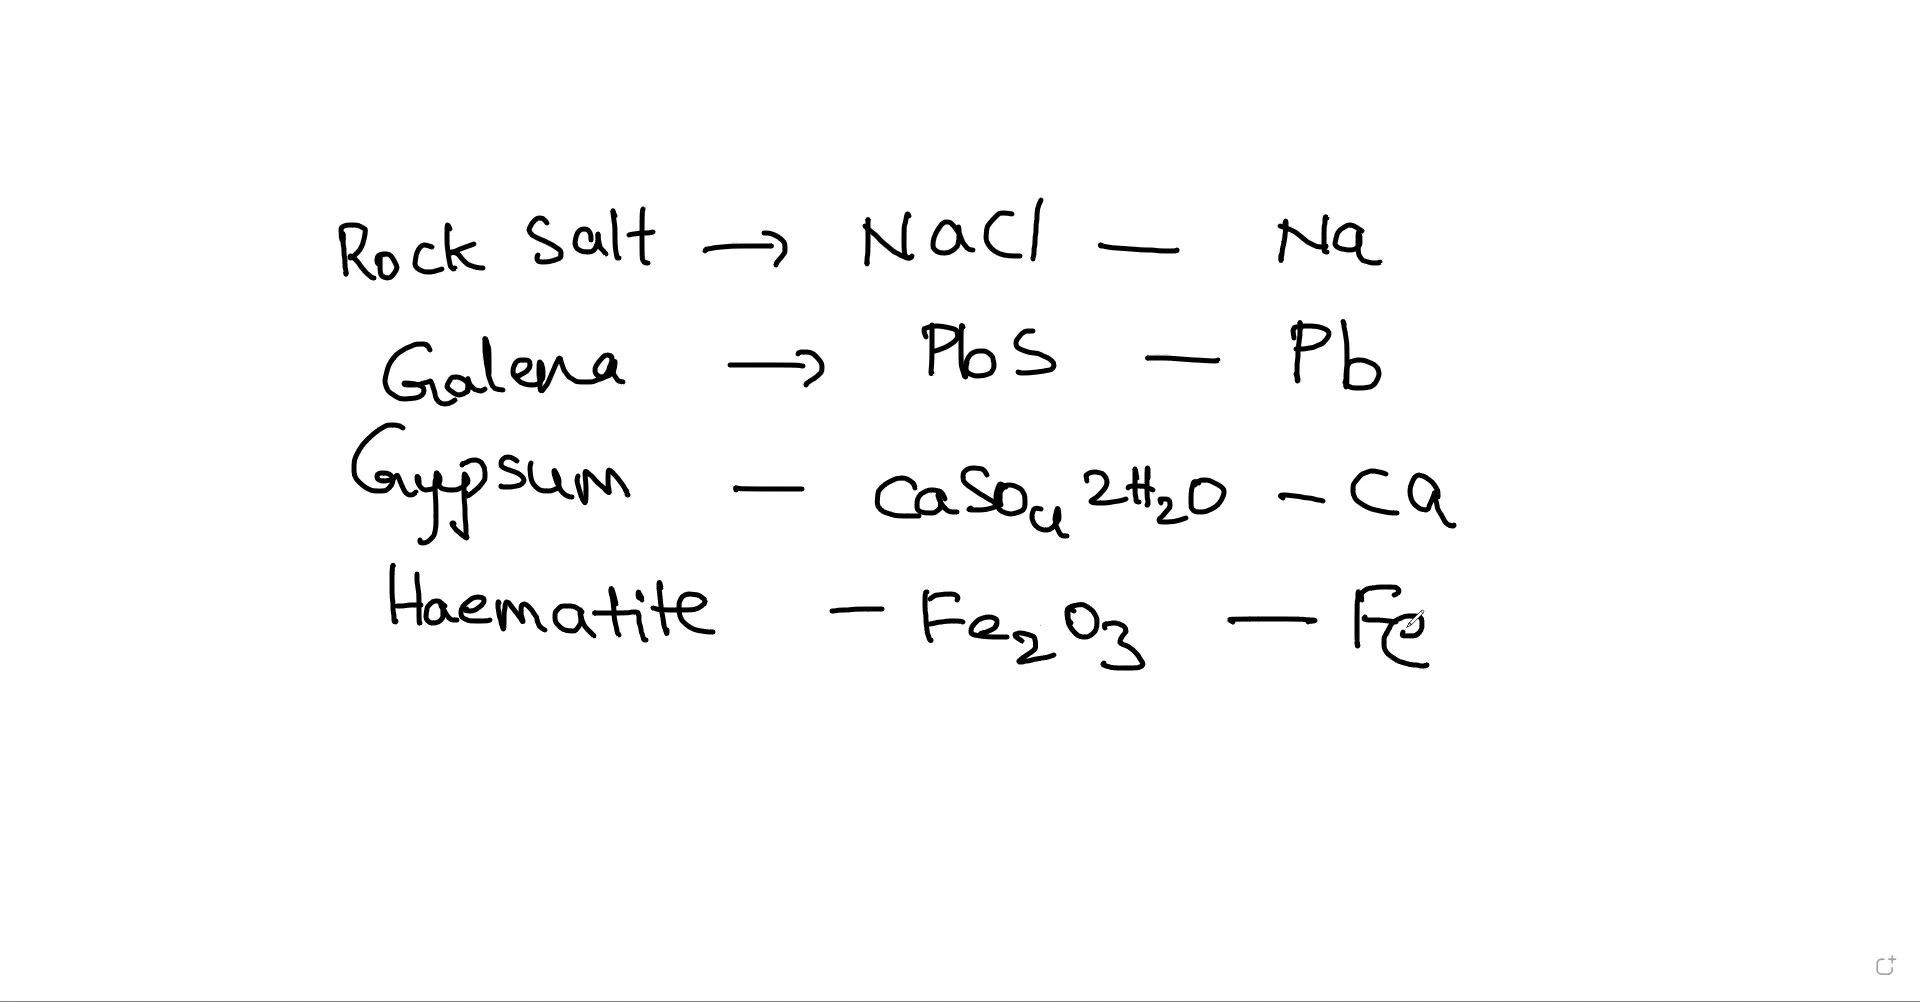 Rock Salt → NaCl — Na
Galena → PbS — Pb
Gypsum — CaSO₄ 2H₂O — Ca
Haematite — Fe₂O₃ — Fe